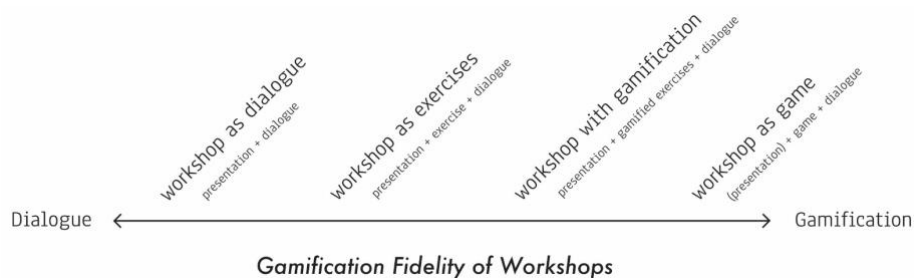 workshop as dialogue
presentation + dialogue
workshop as exercises
presentation + exercise + dialogue
workshop with gamification
presentation + gamified exercises + dialogue
workshop as game
(presentation) + game + dialogue
Dialogue
Gamification
Gamification Fidelity of Workshops